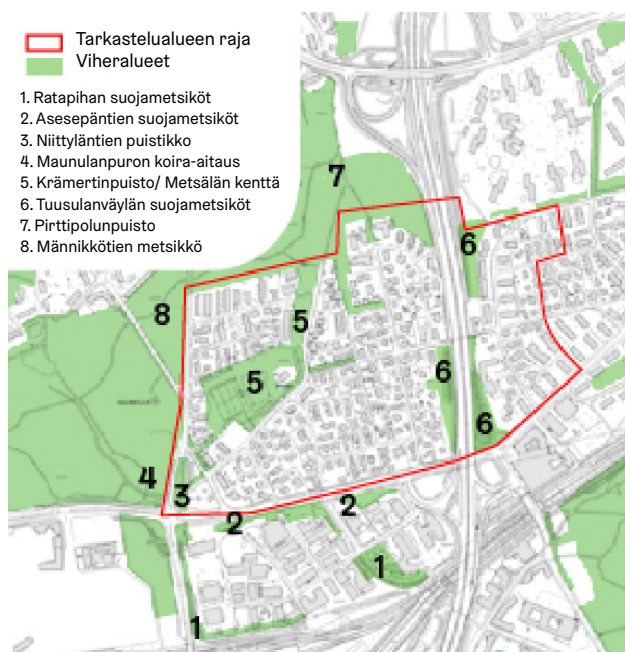 Tarkastelualueen raja
Viheralueet
1. Ratapihan suojametsiköt
2. Asesepäntien suojametsiköt
3. Niittyläntien puistikko
4. Maunulanpuron koira-aitaus
5. Krämertinpuisto/ Metsälän kenttä
6. Tuusulanväylän suojametsiköt
7. Pirttipolunpuisto
8. Männikkötien metsikkö
7
6
8
5
6
5
6
4
3
2
2
1
1